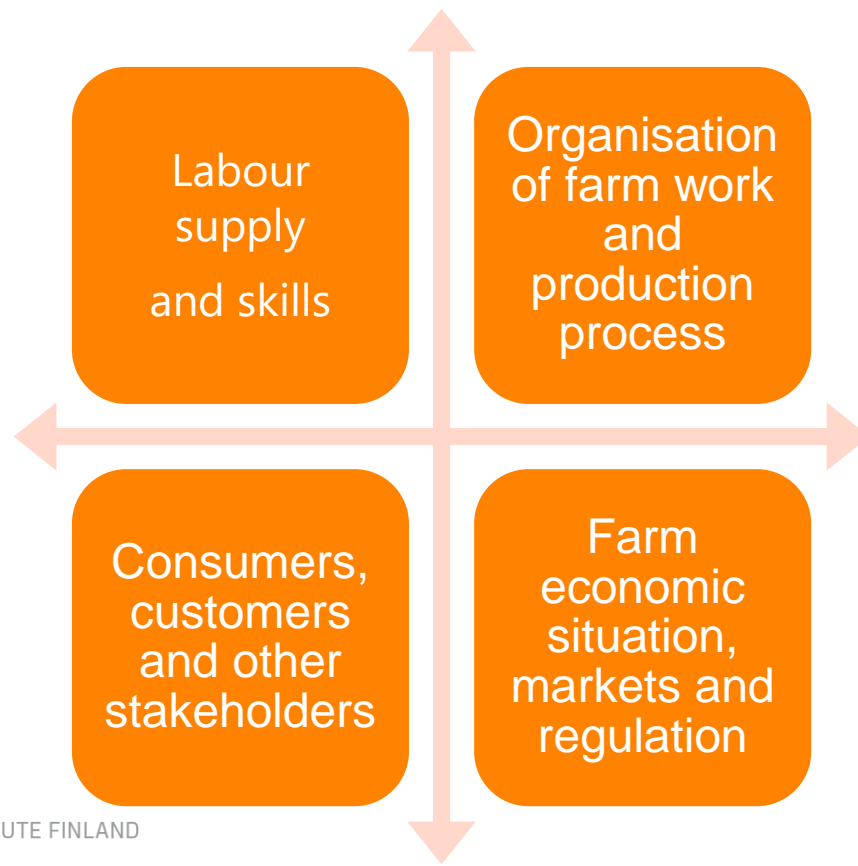 Labour
supply
and skills
Organisation
of farm work
and
production
process
Consumers,
customers
and other
stakeholders
Farm
economic
situation,
markets and
regulation
UTE FINLAND